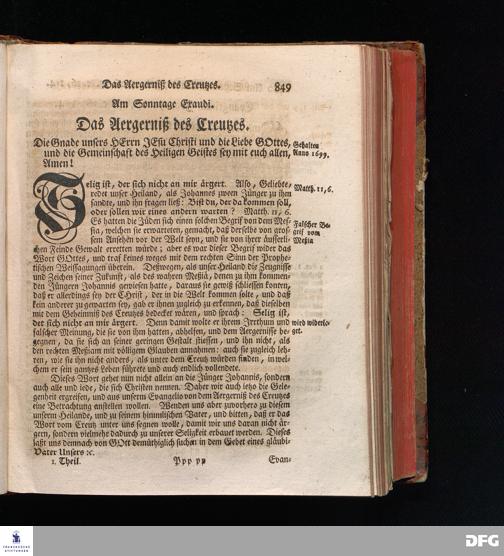 Das Aergerniß des Creutzes. 849
Am Sonntage Exaudi.
Das Aergerniß des Creutzes.
Die Gnade unsers HErrn JEsu Christi und die Liebe GOttes,
und die Gemeinschaft des Heiligen Geistes sey mit euch allen,
Amen!
Gehalten
Anno 1699.
Selig ist, der sich nicht an mir ärgert. Also, Geliebte,
redet unser Heiland, als Johannes zween Jünger zu ihm
sandte, und ihn fragen ließ: Bist du, der da kommen soll,
oder sollen wir eines andern warten? Matth. 11, 6.
Es hatten die Jüden sich einen solchen Begrif von dem Mes-
sia, welchen sie erwarteten, gemacht, daß derselbe von gros-
sem Ansehen vor der Welt seyn, und sie von ihrer äusserli-
chen Feinde Gewalt erretten würde; aber es war dieser Begrif wider das
Wort GOttes, und traf keines weges mit dem rechten Sinn der Prophe-
tischen Weissagungen überein. Deßwegen, als unser Heiland die Zeugnisse
und Zeichen seiner Zukunft, als des wahren Meßiä, denen zu ihm kommen-
den Jüngern Johannis gewiesen hatte, daraus sie gewiß schliessen konten,
daß er allerdings sey der CHrist, der in die Welt kommen solte, und daß
kein anderer zu gewarten sey, gab er ihnen zugleich zu erkennen, daß dieselben
mit dem Geheimniß des Creutzes bedecket wären, und sprach: Selig ist,
der sich nicht an mir ärgert. Denn damit wolte er ihrem Irrthum und
falscher Meinung, die sie von ihm hatten, abhelfen, und dem Aergernisse be-
gegnen, da sie sich an seiner geringen Gestalt stiessen, und ihn nicht, als
den rechten Meßiam mit völligem Glauben annahmen: auch sie zugleich leh-
ren, wie sie ihn nicht anders, als unter dem Creutz würden finden, in wel-
chem er sein gantzes Leben führete und auch endlich vollendete.
Matth. 11, 6.
Falscher Be-
grif vom
Meßia
wird widerle-
get.
Dieses Wort gehet nun nicht allein an die Jünger Johannis, sondern
auch alle und iede, die sich Christen nennen. Daher wir auch ietzo die Gele-
genheit ergreifen, und aus unserm Evangelio von dem Aergerniß des Creutzes
eine Betrachtung anstellen wollen. Wenden uns aber zuvorhero zu diesem
unserm Heilande, und zu seinem himmlischen Vater, und bitten, daß er das
Wort vom Creutz unter uns segnen wolle, damit wir uns daran nicht är-
gern, sondern vielmehr dadurch zu unserer Seligkeit erbauet werden. Dieses
laßt uns demnach von GOtt demüthiglich suchen in dem Gebet eines gläubi-
Vater Unsers ꝛc.
1. Theil. Ppp pp Evan-
FRANCKESCHE
STIFTUNGEN
DFG